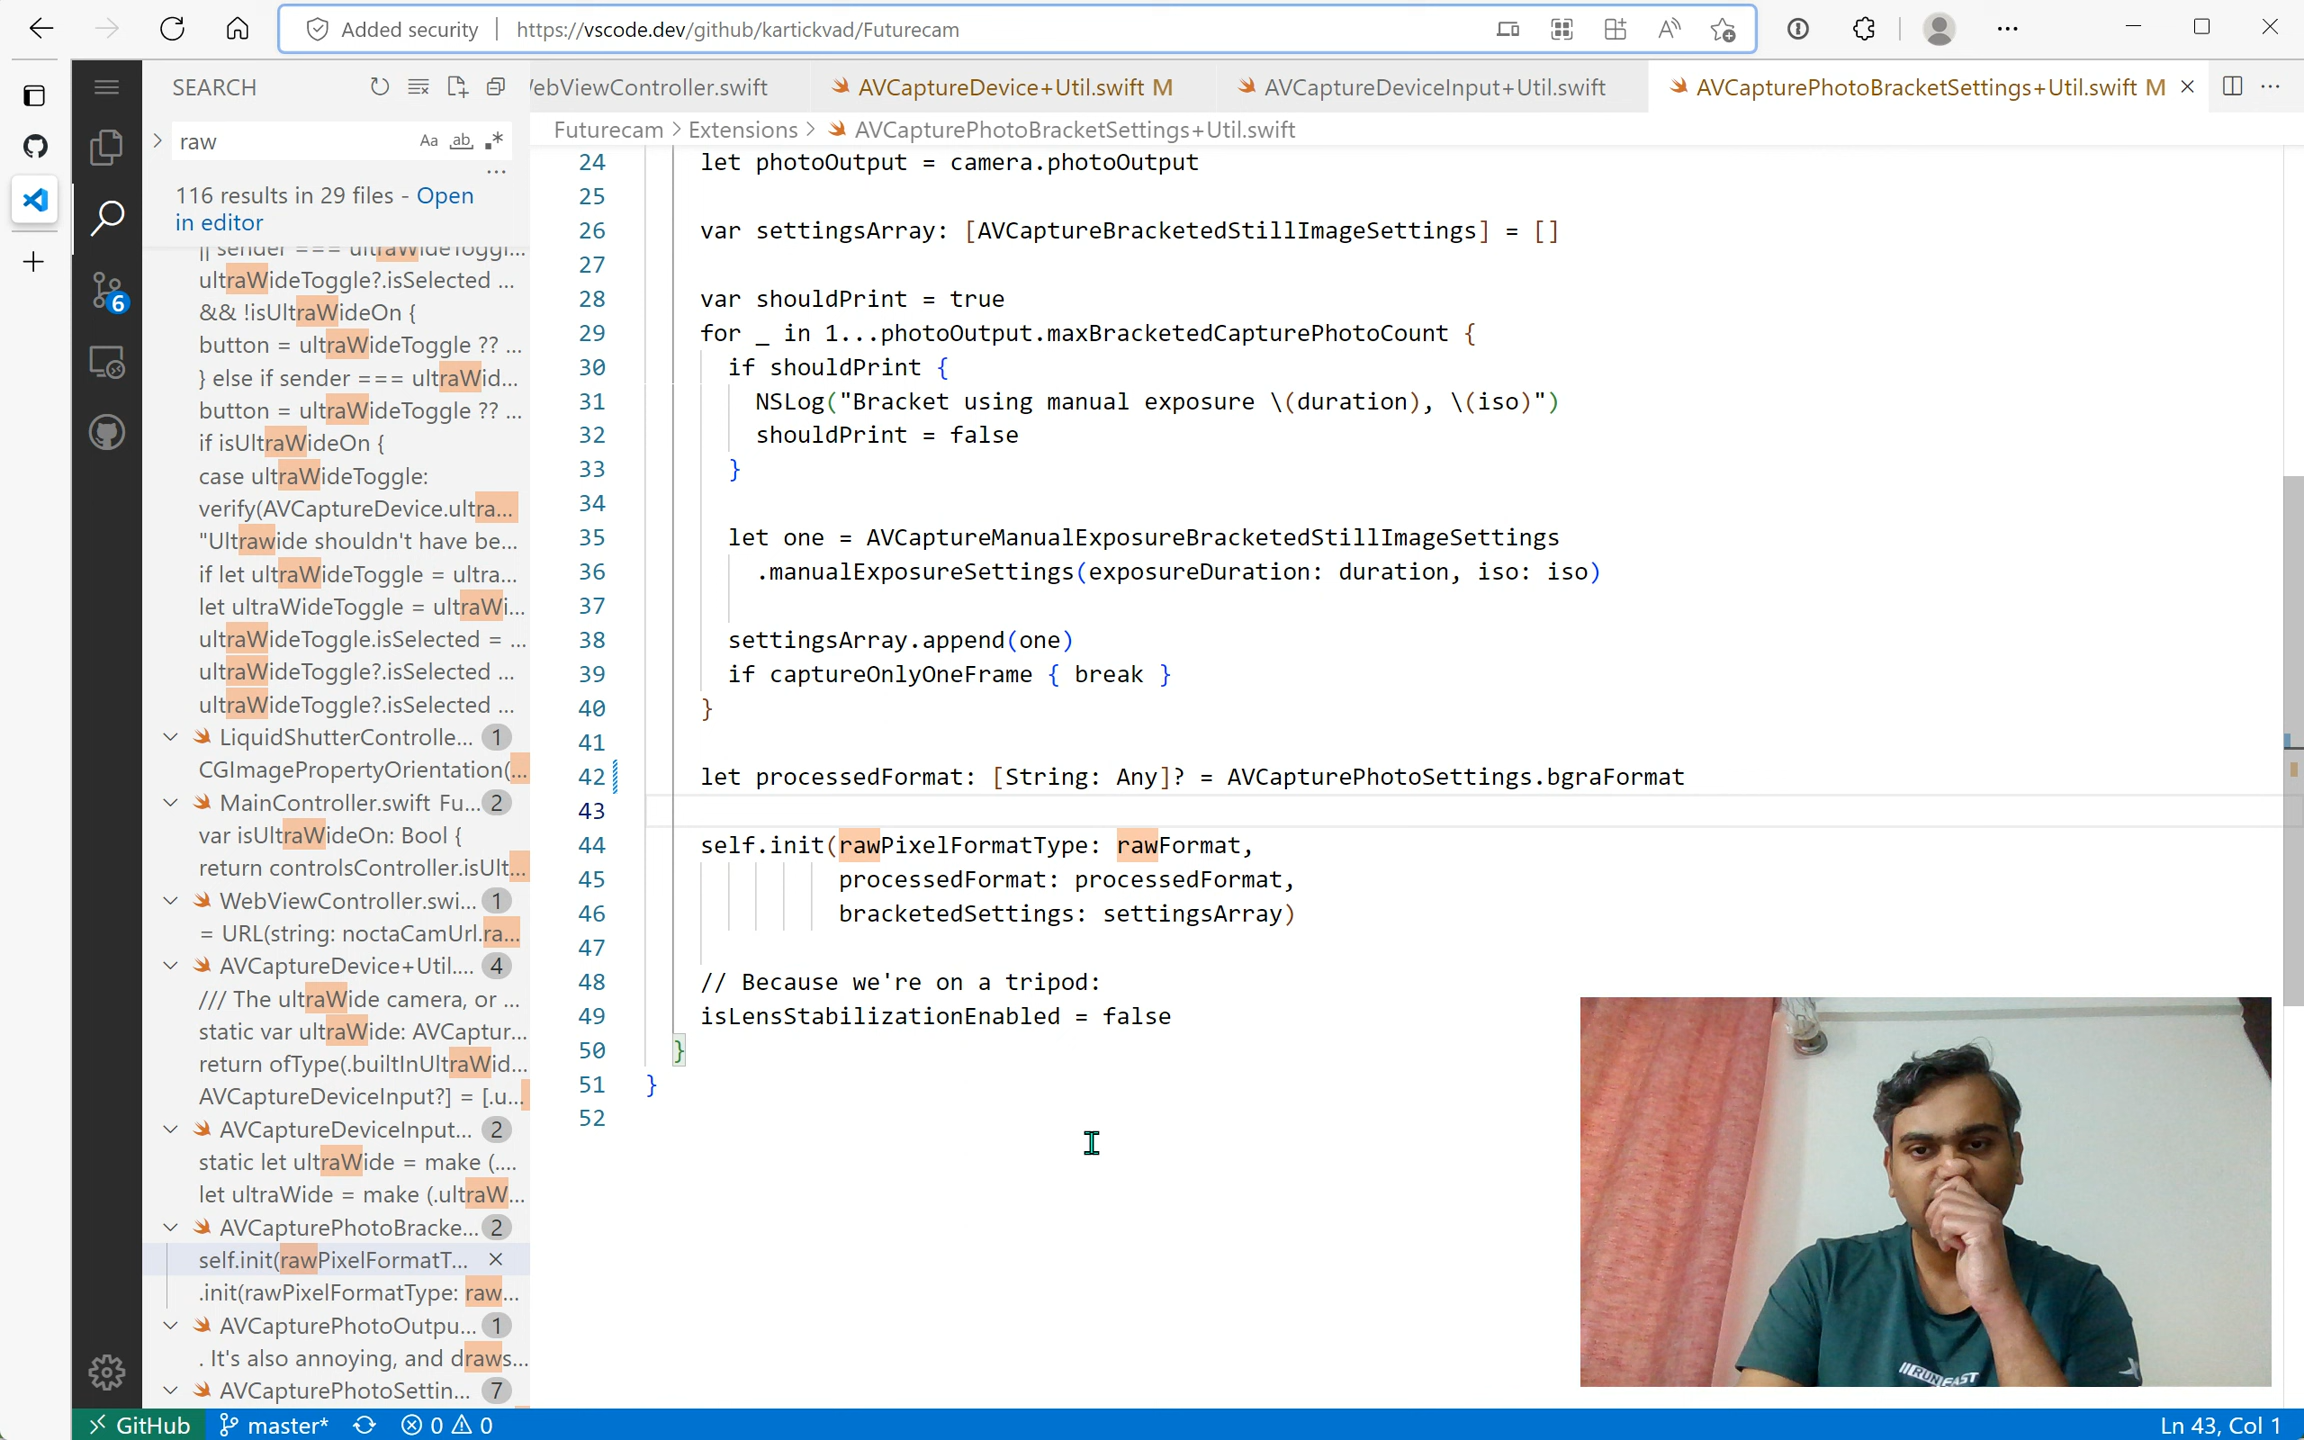 Added security
https://vscode.dev/github/kartickvad/Futurecam
SEARCH
raw
Aa
ab
116 results in 29 files - Open
in editor
|| sender === ultraWideToggl...
ultraWideToggle?.isSelected ...
&& !isUltraWideOn {
button = ultraWideToggle ?? ...
} else if sender === ultraWid...
button = ultraWideToggle ?? ...
if isUltraWideOn {
case ultraWideToggle:
verify(AVCaptureDevice.ultra...
"Ultrawide shouldn't have be...
if let ultraWideToggle = ultra...
let ultraWideToggle = ultraWi...
ultraWideToggle.isSelected = ...
ultraWideToggle?.isSelected ...
ultraWideToggle?.isSelected ...
LiquidShutterControlle... 1
CGImagePropertyOrientation(...
MainController.swift Fu... 2
var isUltraWideOn: Bool {
return controlsController.isUlt...
WebViewController.swi... 1
= URL(string: noctaCamUrl.ra...
AVCaptureDevice+Util.... 4
/// The ultraWide camera, or ...
static var ultraWide: AVCaptur...
return ofType(.builtInUltraWid...
AVCaptureDeviceInput?] = [.u...
AVCaptureDeviceInput... 2
static let ultraWide = make (....
let ultraWide = make (.ultraW...
AVCapturePhotoBracke... 2
self.init(rawPixelFormatT...
.init(rawPixelFormatType: raw...
AVCapturePhotoOutpu... 1
. It's also annoying, and draws...
AVCapturePhotoSettin... 7
6
ebViewController.swift
AVCaptureDevice+Util.swift M
AVCaptureDeviceInput+Util.swift
AVCapturePhotoBracketSettings+Util.swift M
Futurecam > Extensions > AVCapturePhotoBracketSettings+Util.swift
24 let photoOutput = camera.photoOutput
25
26 var settingsArray: [AVCaptureBracketedStillImageSettings] = []
27
28 var shouldPrint = true
29 for _ in 1...photoOutput.maxBracketedCapturePhotoCount {
30 if shouldPrint {
31 NSLog("Bracket using manual exposure \(duration), \(iso)")
32 shouldPrint = false
33 }
34
35 let one = AVCaptureManualExposureBracketedStillImageSettings
36 .manualExposureSettings(exposureDuration: duration, iso: iso)
37
38 settingsArray.append(one)
39 if captureOnlyOneFrame { break }
40 }
41
42 let processedFormat: [String: Any]? = AVCapturePhotoSettings.bgraFormat
43
44 self.init(rawPixelFormatType: rawFormat,
45 processedFormat: processedFormat,
46 bracketedSettings: settingsArray)
47
48 // Because we're on a tripod:
49 isLensStabilizationEnabled = false
50 }
51 }
52
RUNFAST
GitHub
master*
0
0
Ln 43, Col 1